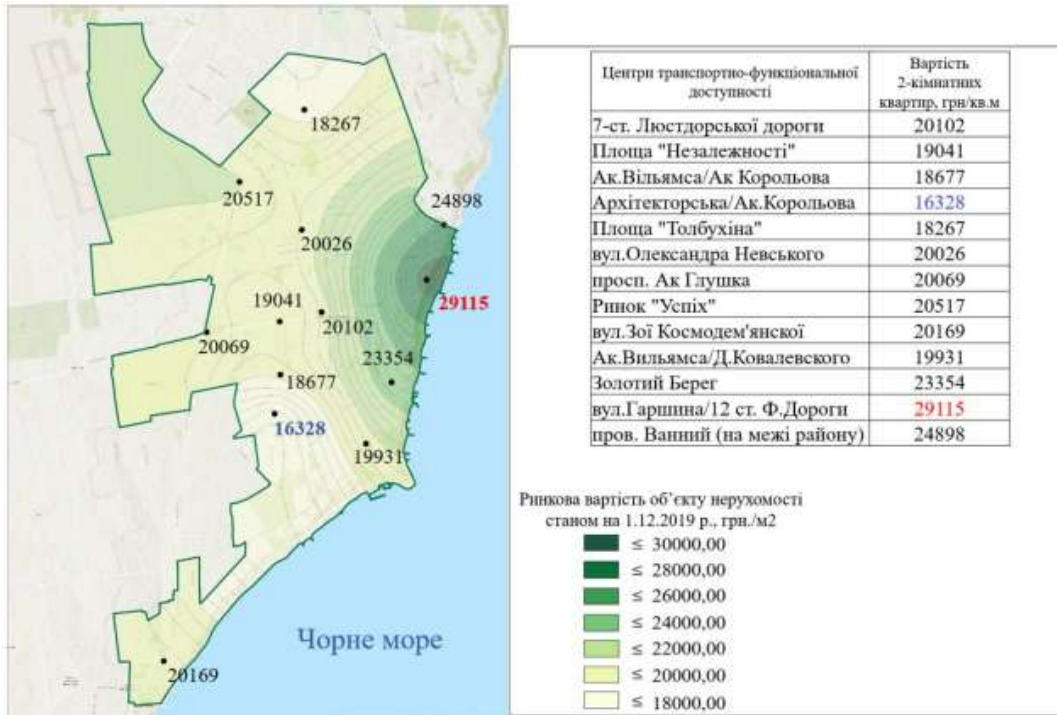 18267
20517
24898
20026
29115
19041
20102
20069
23354
18677
16328
19931
20169
Чорне море
Центри транспортно-функціональної доступності
Вартість 2-кімнатних квартир, грн/кв.м
7-ст. Люстдорської дороги 20102
Площа "Незалежності" 19041
Ак.Вільямса/Ак Корольова 18677
Архітекторська/Ак.Корольова 16328
Площа "Толбухіна" 18267
вул.Олександра Невського 20026
просп. Ак Глушка 20069
Ринок "Успіх" 20517
вул.Зої Космодем'янскої 20169
Ак.Вильямса/Д.Ковалевского 19931
Золотий Берег 23354
вул.Гаршина/12 ст. Ф.Дороги 29115
пров. Ванний (на межі району) 24898
Ринкова вартість об’єкту нерухомості
станом на 1.12.2019 р., грн./м2
≤ 30000,00
≤ 28000,00
≤ 26000,00
≤ 24000,00
≤ 22000,00
≤ 20000,00
≤ 18000,00